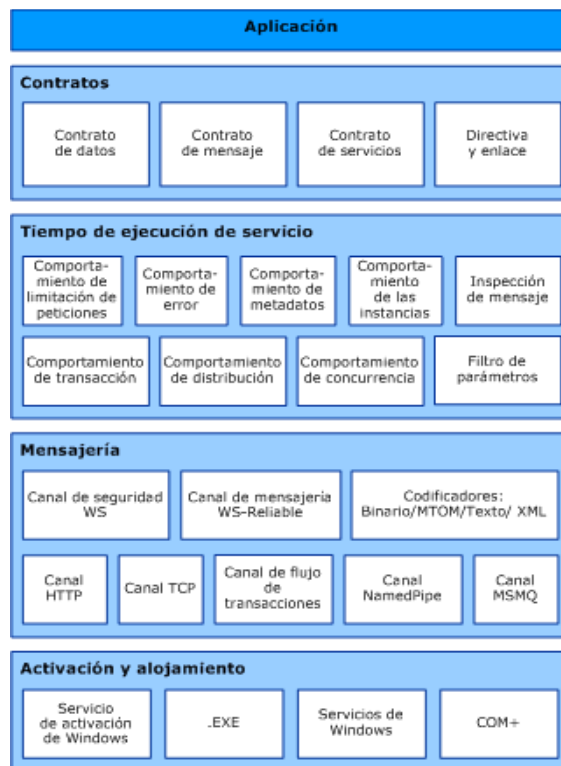 Aplicación
Contratos
Contrato
de datos
Contrato
de mensaje
Contrato
de servicios
Directiva
y enlace
Tiempo de ejecución de servicio
Comporta-
miento de
limitación de
peticiones
Comporta-
miento de
error
Comporta-
miento de
metadatos
Comporta-
miento
de las
instancias
Inspección
de mensaje
Comportamiento
de transacción
Comportamiento
de distribución
Comportamiento
de concurrencia
Filtro de
parámetros
Mensajería
Canal de seguridad
WS
Canal de mensajería
WS-Reliable
Codificadores:
Binario/MTOM/Texto/ XML
Canal
HTTP
Canal TCP
Canal de flujo
de
transacciones
Canal
NamedPipe
Canal
MSMQ
Activación y alojamiento
Servicio
de activación
de Windows
.EXE
Servicios de
Windows
COM+